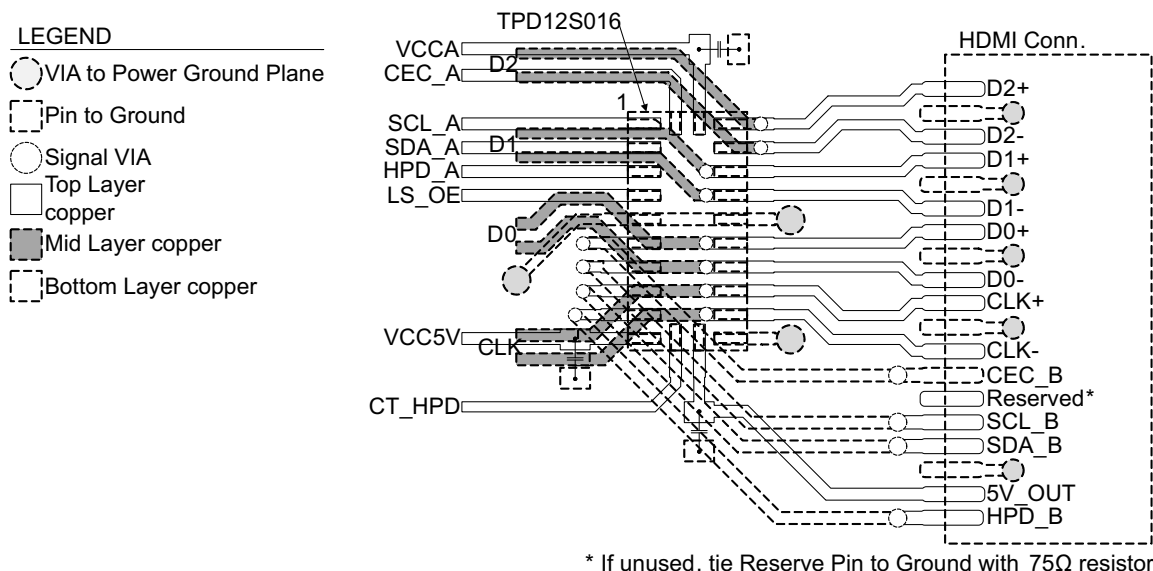 LEGEND
VIA to Power Ground Plane
Pin to Ground
Signal VIA
Top Layer
copper
Mid Layer copper
Bottom Layer copper
TPD12S016
VCCA
D2
CEC_A
1
SCL_A
SDA_A
D1
HPD_A
LS_OE
D0
VCC5V
CLK
CT_HPD
HDMI Conn.
D2+
D2-
D1+
D1-
D0+
D0-
CLK+
CLK-
CEC_B
Reserved*
SCL_B
SDA_B
5V_OUT
HPD_B
* If unused, tie Reserve Pin to Ground with 75Ω resistor